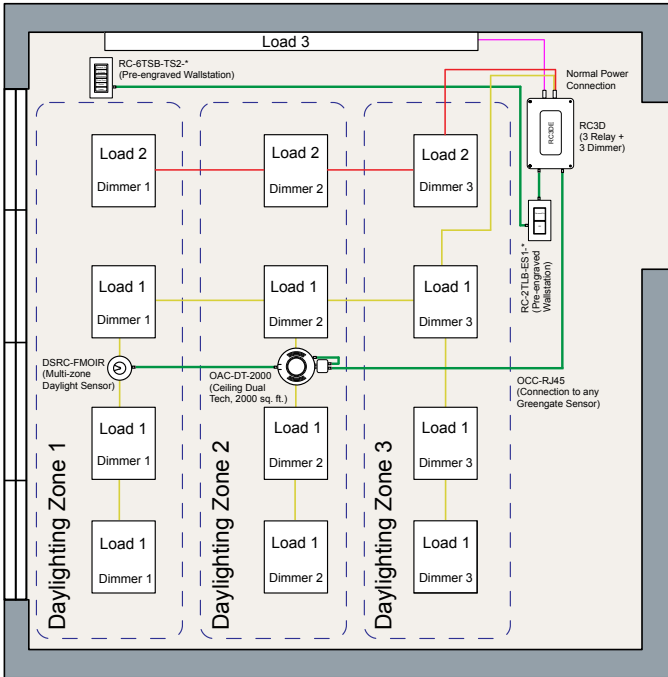 Load 3
RC-6TSB-TS2-*
(Pre-engraved Wallstation)
Normal Power
Connection
RC3DE
RC3D
(3 Relay +
3 Dimmer)
Load 2
Dimmer 1
Load 2
Dimmer 2
Load 2
Dimmer 3
RC-2TLB-ES1-*
(Pre-engraved
Wallstation)
Load 1
Dimmer 1
Load 1
Dimmer 2
Load 1
Dimmer 3
DSRC-FMOIR
(Multi-zone
Daylight Sensor)
OAC-DT-2000
(Ceiling Dual
Tech, 2000 sq. ft.)
OCC-RJ45
(Connection to any
Greengate Sensor)
Load 1
Dimmer 1
Load 1
Dimmer 2
Load 1
Dimmer 3
Load 1
Dimmer 1
Load 1
Dimmer 2
Load 1
Dimmer 3
Daylighting Zone 1
Daylighting Zone 2
Daylighting Zone 3